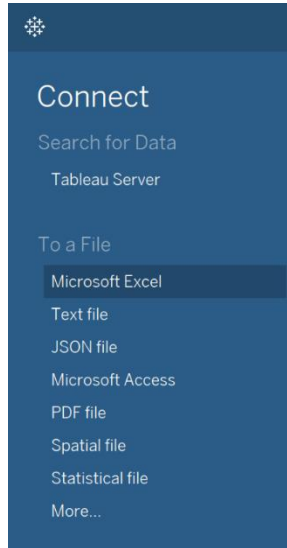 Connect
Search for Data
Tableau Server
To a File
Microsoft Excel
Text file
JSON file
Microsoft Access
PDF file
Spatial file
Statistical file
More...